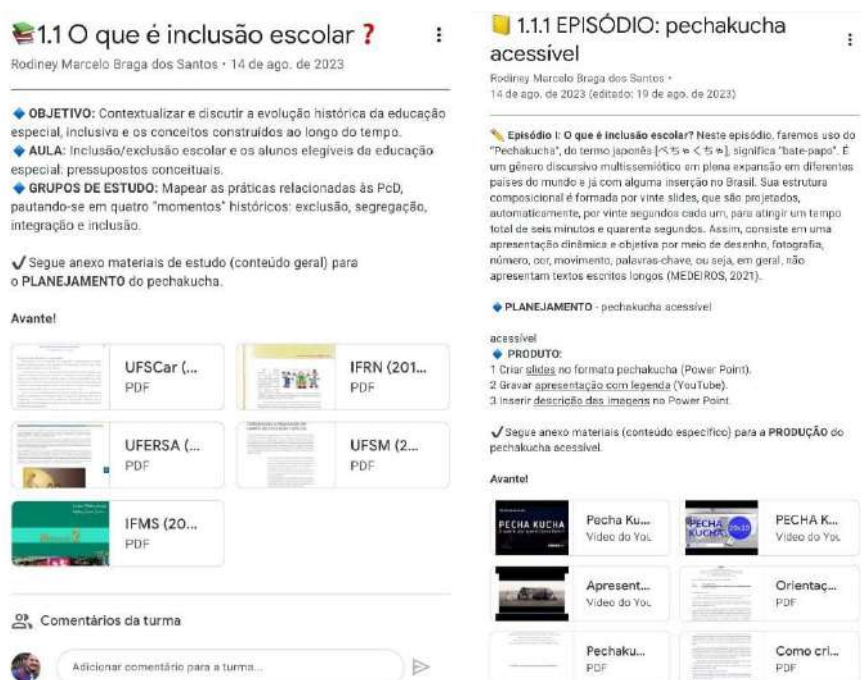 📚1.1 O que é inclusão escolar ❓
Rodiney Marcelo Braga dos Santos • 14 de ago. de 2023
🔹 OBJETIVO: Contextualizar e discutir a evolução histórica da educação
especial, inclusiva e os conceitos construídos ao longo do tempo.
🔹 AULA: Inclusão/exclusão escolar e os alunos elegíveis da educação
especial: pressupostos conceituais.
🔹 GRUPOS DE ESTUDO: Mapear as práticas relacionadas às PcD,
pautando-se em quatro "momentos" históricos: exclusão, segregação,
integração e inclusão.
✔ Segue anexo materiais de estudo (conteúdo geral) para
o PLANEJAMENTO do pechakucha.
Avante!
UFSCar (...
PDF
IFRN (201...
PDF
UFERSA (...
PDF
UFSM (2...
PDF
IFMS (20...
PDF
Comentários da turma
Adicionar comentário para a turma...
📒 1.1.1 EPISÓDIO: pechakucha
acessível
Rodiney Marcelo Braga dos Santos •
14 de ago. de 2023 (editado: 19 de ago. de 2023)
✏️ Episódio I: O que é inclusão escolar? Neste episódio, faremos uso do
"Pechakucha", do termo japonês [ぺちゃくちゃ], significa "bate-papo". É
um gênero discursivo multissemiótico em plena expansão em diferentes
países do mundo e já com alguma inserção no Brasil. Sua estrutura
composicional é formada por vinte slides, que são projetados,
automaticamente, por vinte segundos cada um, para atingir um tempo
total de seis minutos e quarenta segundos. Assim, consiste em uma
apresentação dinâmica e objetiva por meio de desenho, fotografia,
número, cor, movimento, palavras-chave, ou seja, em geral, não
apresentam textos escritos longos (MEDEIROS, 2021).
🔹 PLANEJAMENTO - pechakucha acessível
acessível
🔹 PRODUTO:
1 Criar slides no formato pechakucha (Power Point).
2 Gravar apresentação com legenda (YouTube).
3 Inserir descrição das imagens no Power Point.
✔ Segue anexo materiais (conteúdo específico) para a PRODUÇÃO do
pechakucha acessível.
Avante!
PECHA KUCHA
Pecha Ku...
Vídeo do You
PECHA
KUCHA
20x20
PECHA K...
Vídeo do You
Apresent...
Vídeo do You
Orientaç...
PDF
Pechaku...
PDF
Como cri...
PDF